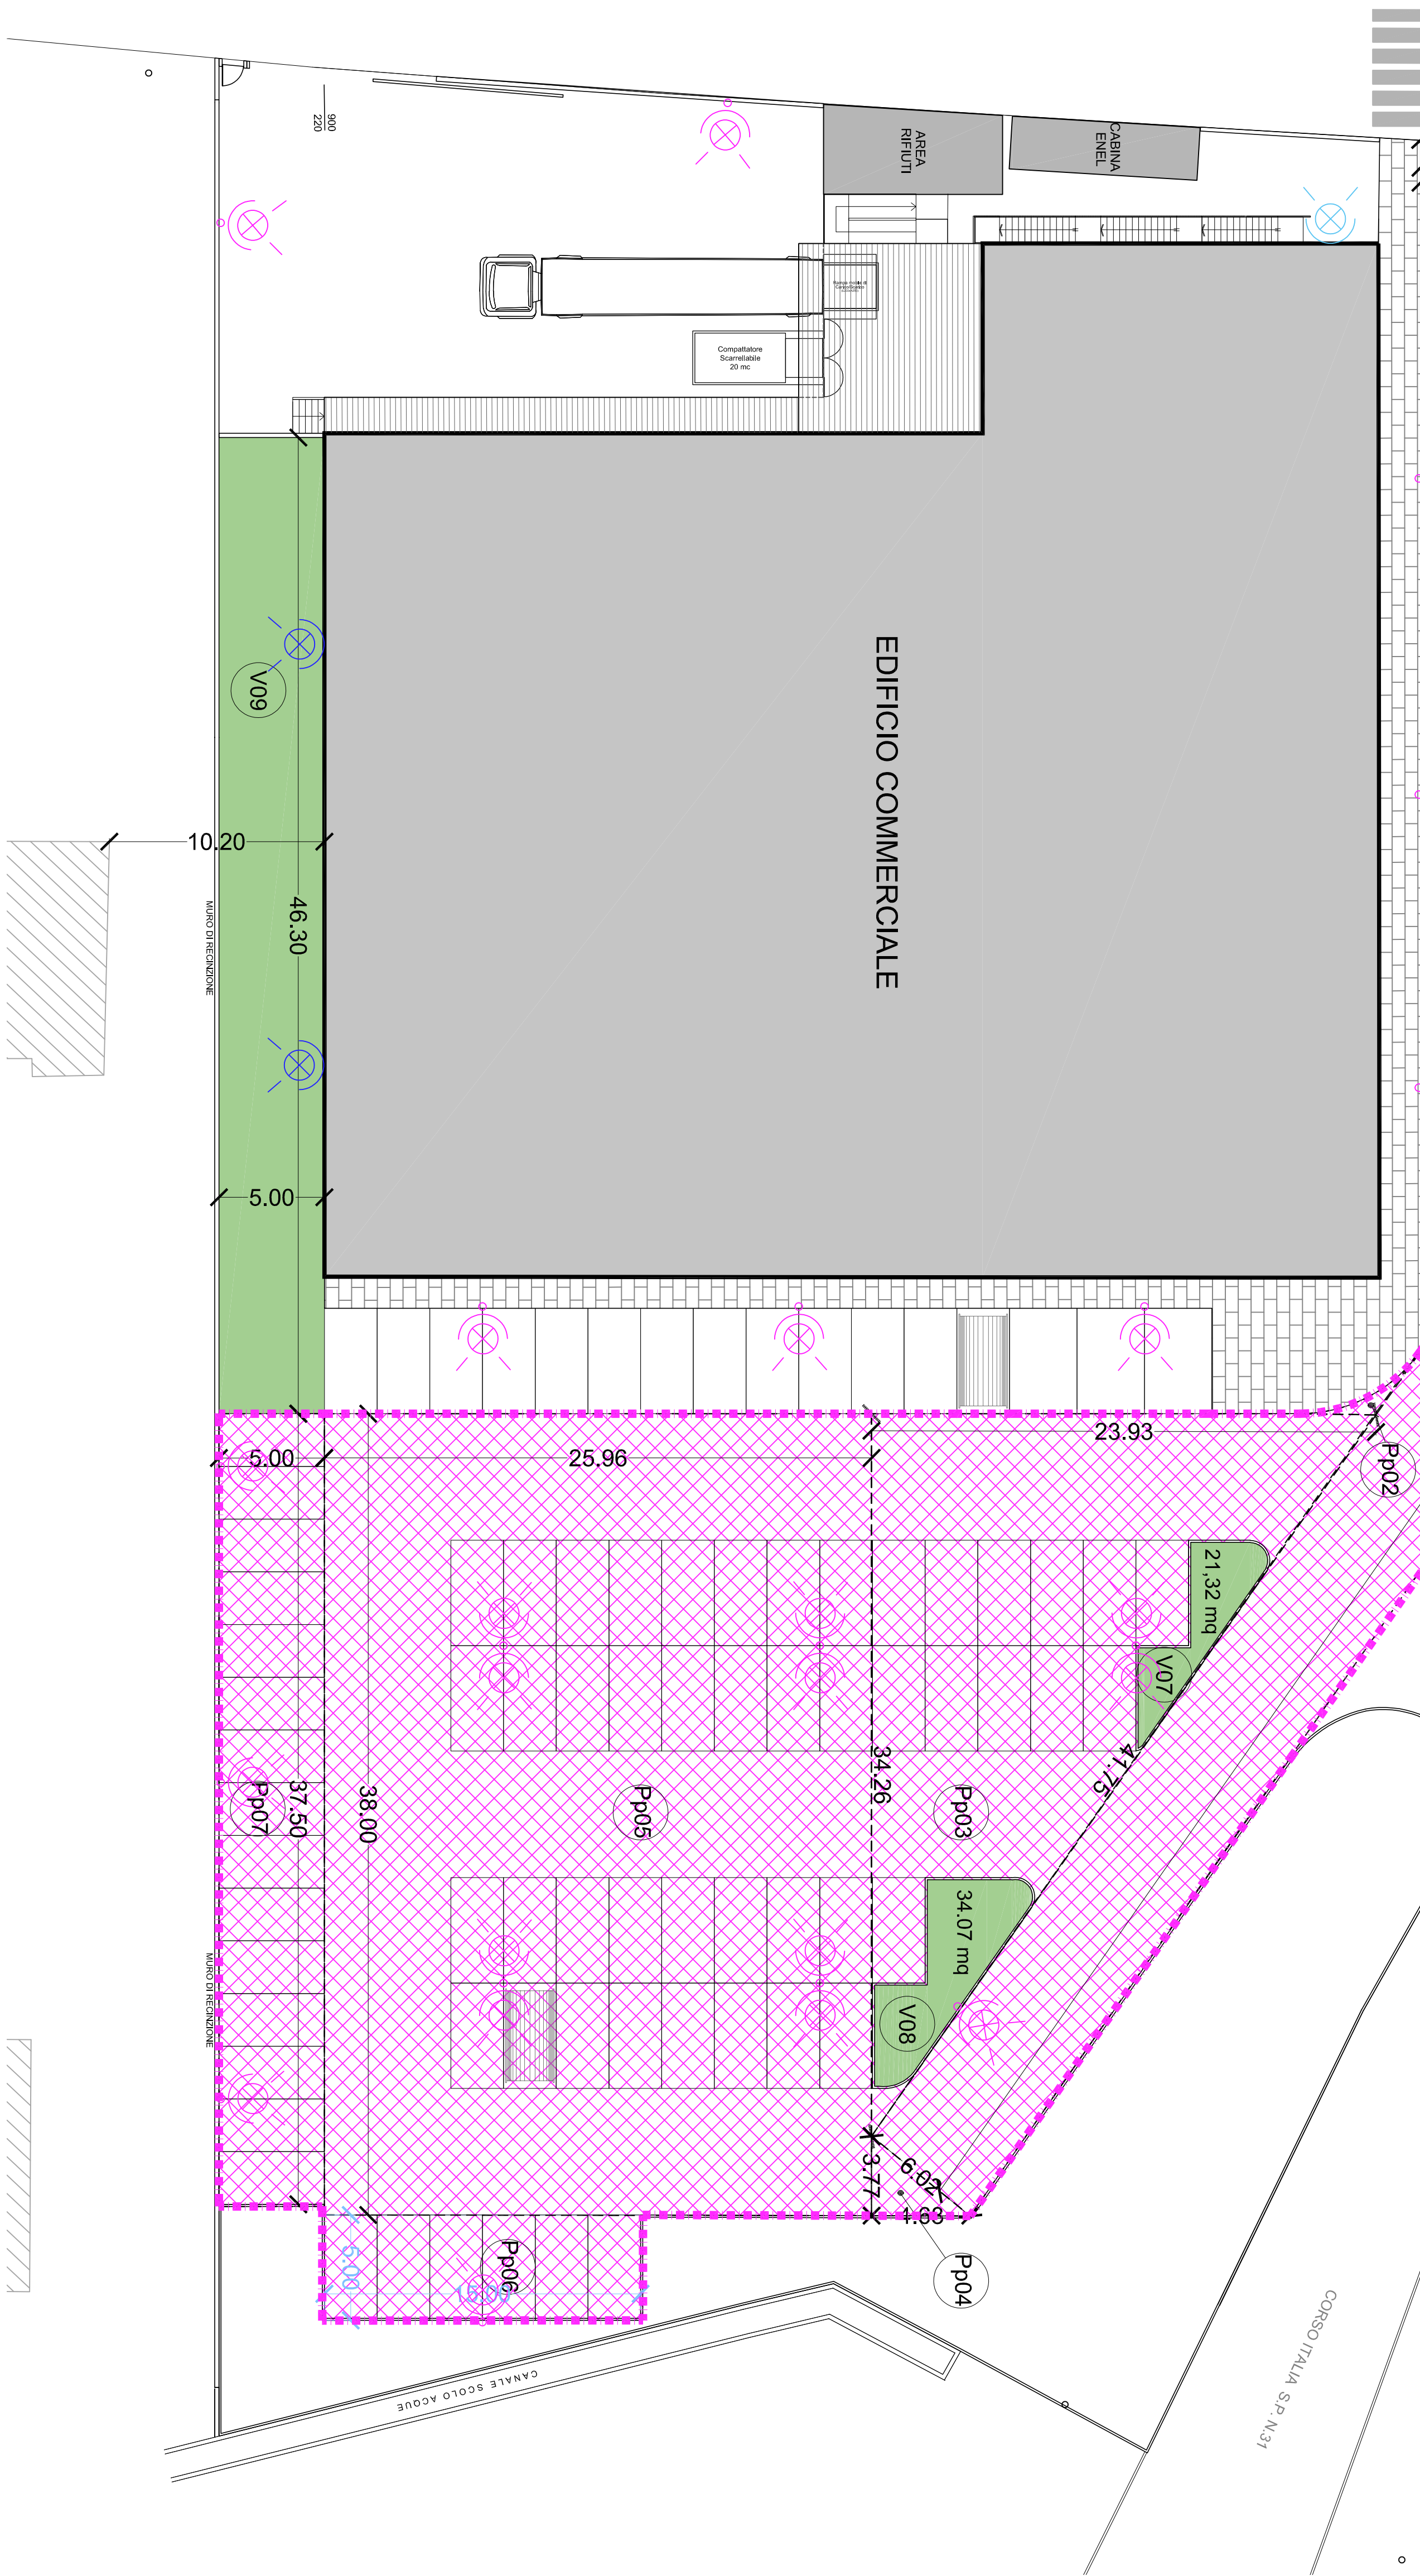 900
220
AREA
RIFIUTI
CABINA
ENEL
Compattatore
Scarrellabile
20 mc
EDIFICIO COMMERCIALE
V09
10.20
46.30
MURO DI RECINZIONE
5.00
5.00
25.96
23.93
Pp02
21,32 mq
V07
41.75
34.26
38.00
37.50
Pp07
Pp05
Pp03
34.07 mq
V08
MURO DI RECINZIONE
3.77
6.02
Pp04
Pp06
5.00
CANALE SCOLO ACQUE
CORSO ITALIA S.P. N.31